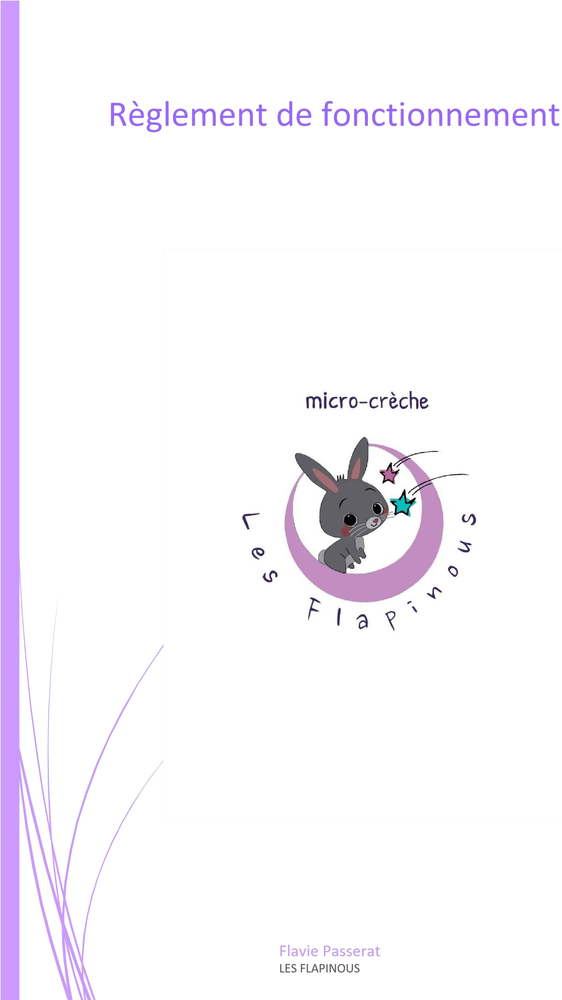 Règlement de fonctionnement
micro-crèche
Les Flapinous
Flavie Passerat
LES FLAPINOUS